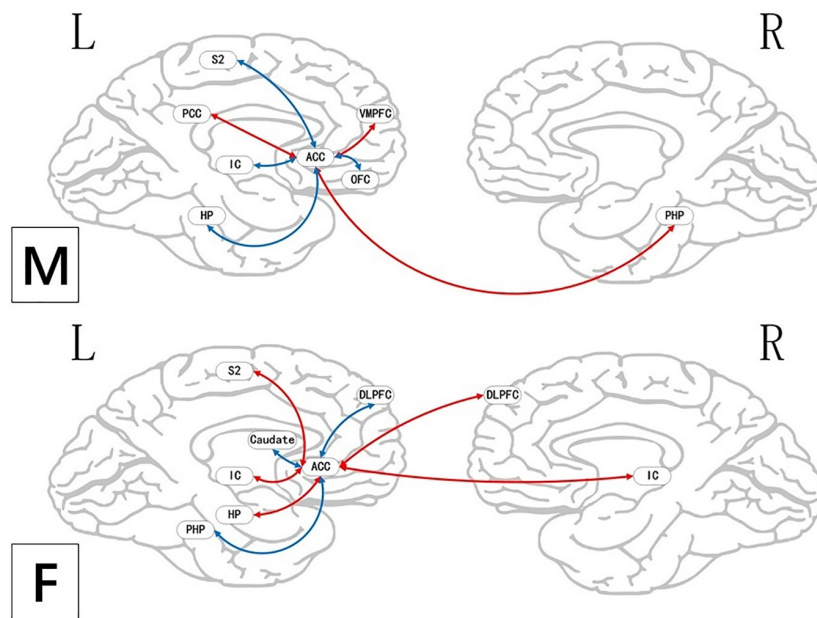 L R
S2
PCC VMPFC
IC ACC
OFC
HP PHP
M
L R
S2
DLPFC DLPFC
Caudate
IC ACC IC
HP
PHP
F